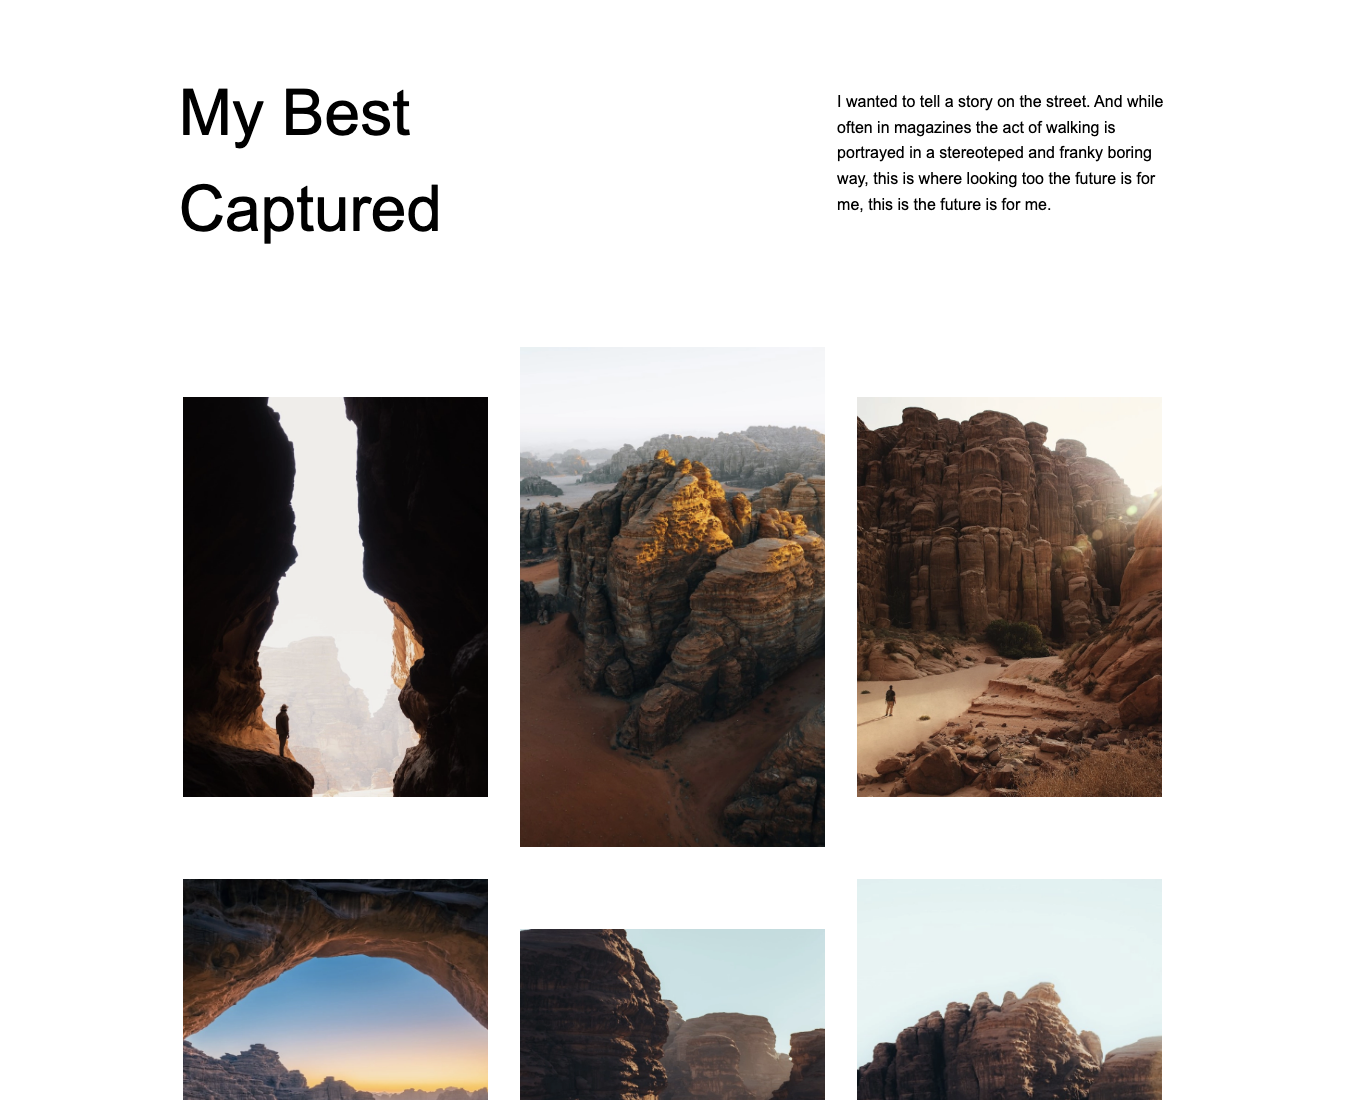 My Best
Captured
I wanted to tell a story on the street. And while
often in magazines the act of walking is
portrayed in a stereoteped and franky boring
way, this is where looking too the future is for
me, this is the future is for me.